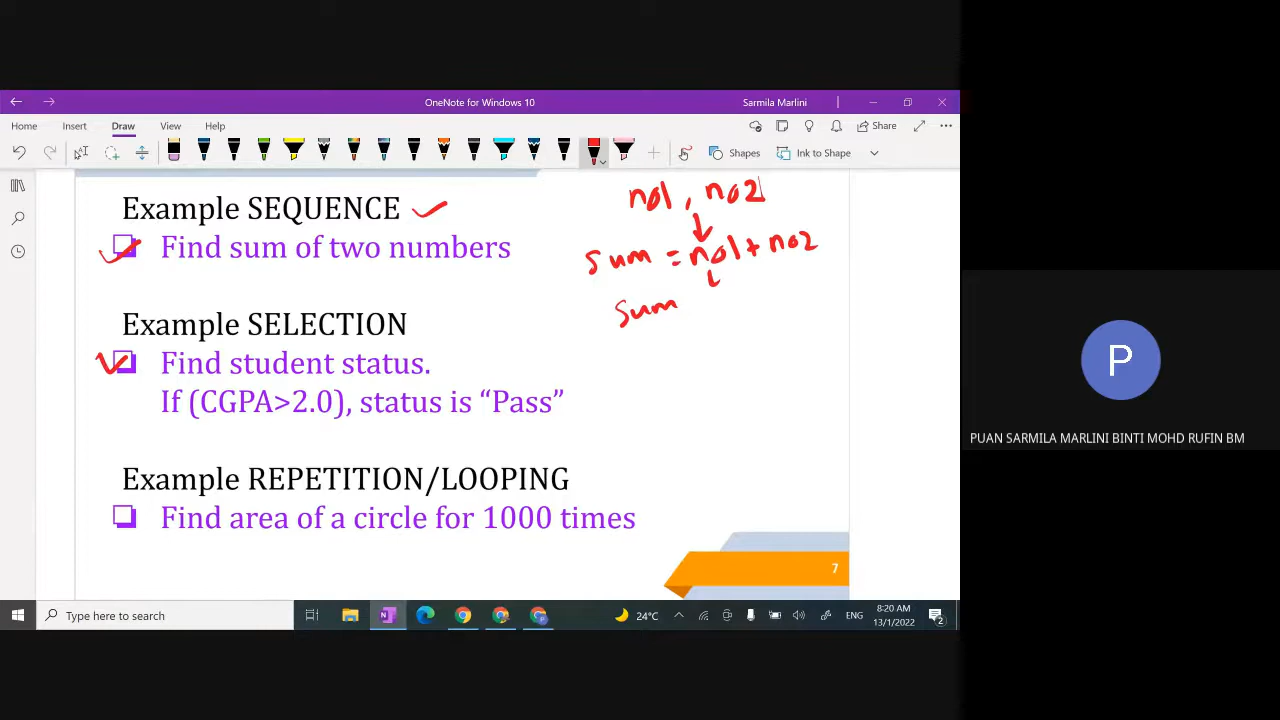 OneNote for Windows 10
Sarmila Marlini
Home Insert Draw View Help
Share
Shapes
Ink to Shape
Example SEQUENCE
Find sum of two numbers
no1, no2
sum = no1 + no2
sum
Example SELECTION
Find student status.
If (CGPA>2.0), status is “Pass”
Example REPETITION/LOOPING
Find area of a circle for 1000 times
7
P
PUAN SARMILA MARLINI BINTI MOHD RUFIN BM
Type here to search
24°C
ENG
8:20 AM
13/1/2022
2